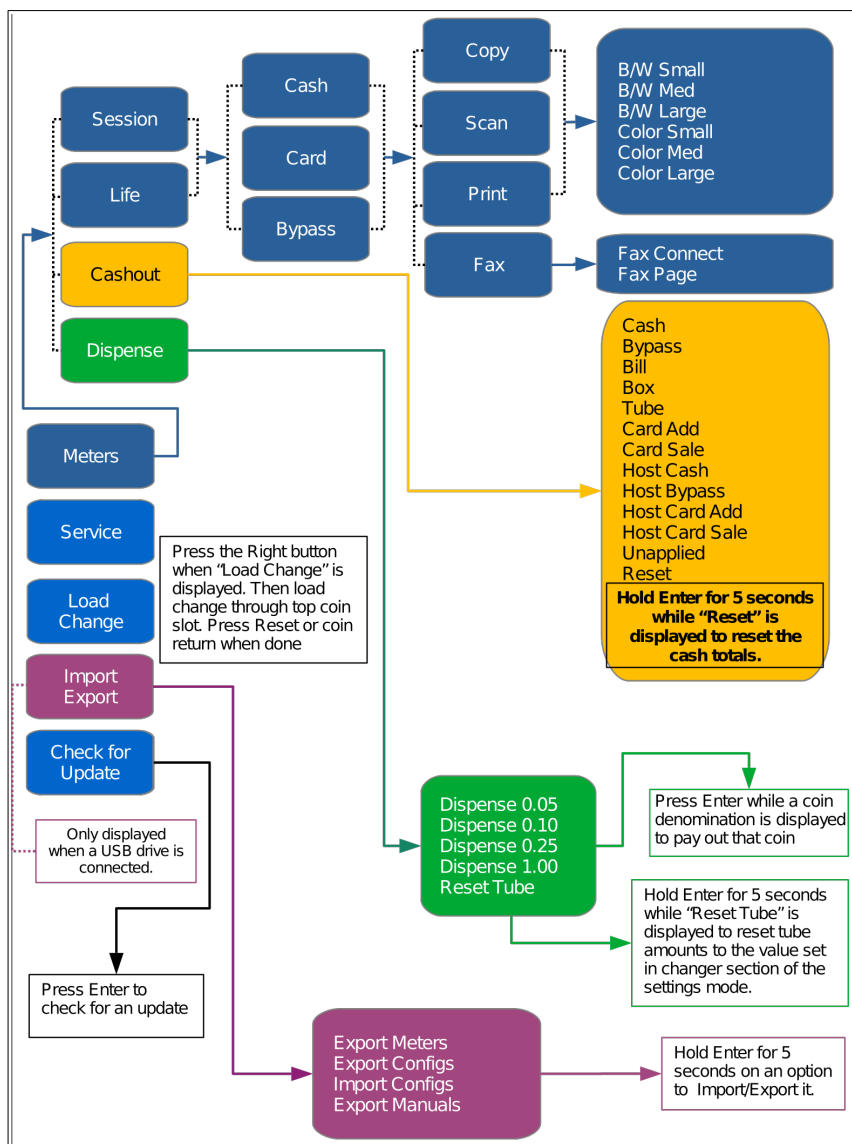 Session
Life
Cashout
Dispense
Cash
Card
Bypass
Copy
Scan
Print
Fax
B/W Small
B/W Med
B/W Large
Color Small
Color Med
Color Large
Fax Connect
Fax Page
Cash
Bypass
Bill
Box
Tube
Card Add
Card Sale
Host Cash
Host Bypass
Host Card Add
Host Card Sale
Unapplied
Reset
Hold Enter for 5 seconds
while “Reset” is
displayed to reset the
cash totals.
Meters
Service
Load
Change
Import
Export
Check for
Update
Press the Right button
when “Load Change” is
displayed. Then load
change through top coin
slot. Press Reset or coin
return when done
Only displayed
when a USB drive is
connected.
Press Enter to
check for an update
Dispense 0.05
Dispense 0.10
Dispense 0.25
Dispense 1.00
Reset Tube
Press Enter while a coin
denomination is displayed
to pay out that coin
Hold Enter for 5 seconds
while “Reset Tube” is
displayed to reset tube
amounts to the value set
in changer section of the
settings mode.
Export Meters
Export Configs
Import Configs
Export Manuals
Hold Enter for 5
seconds on an option
to Import/Export it.